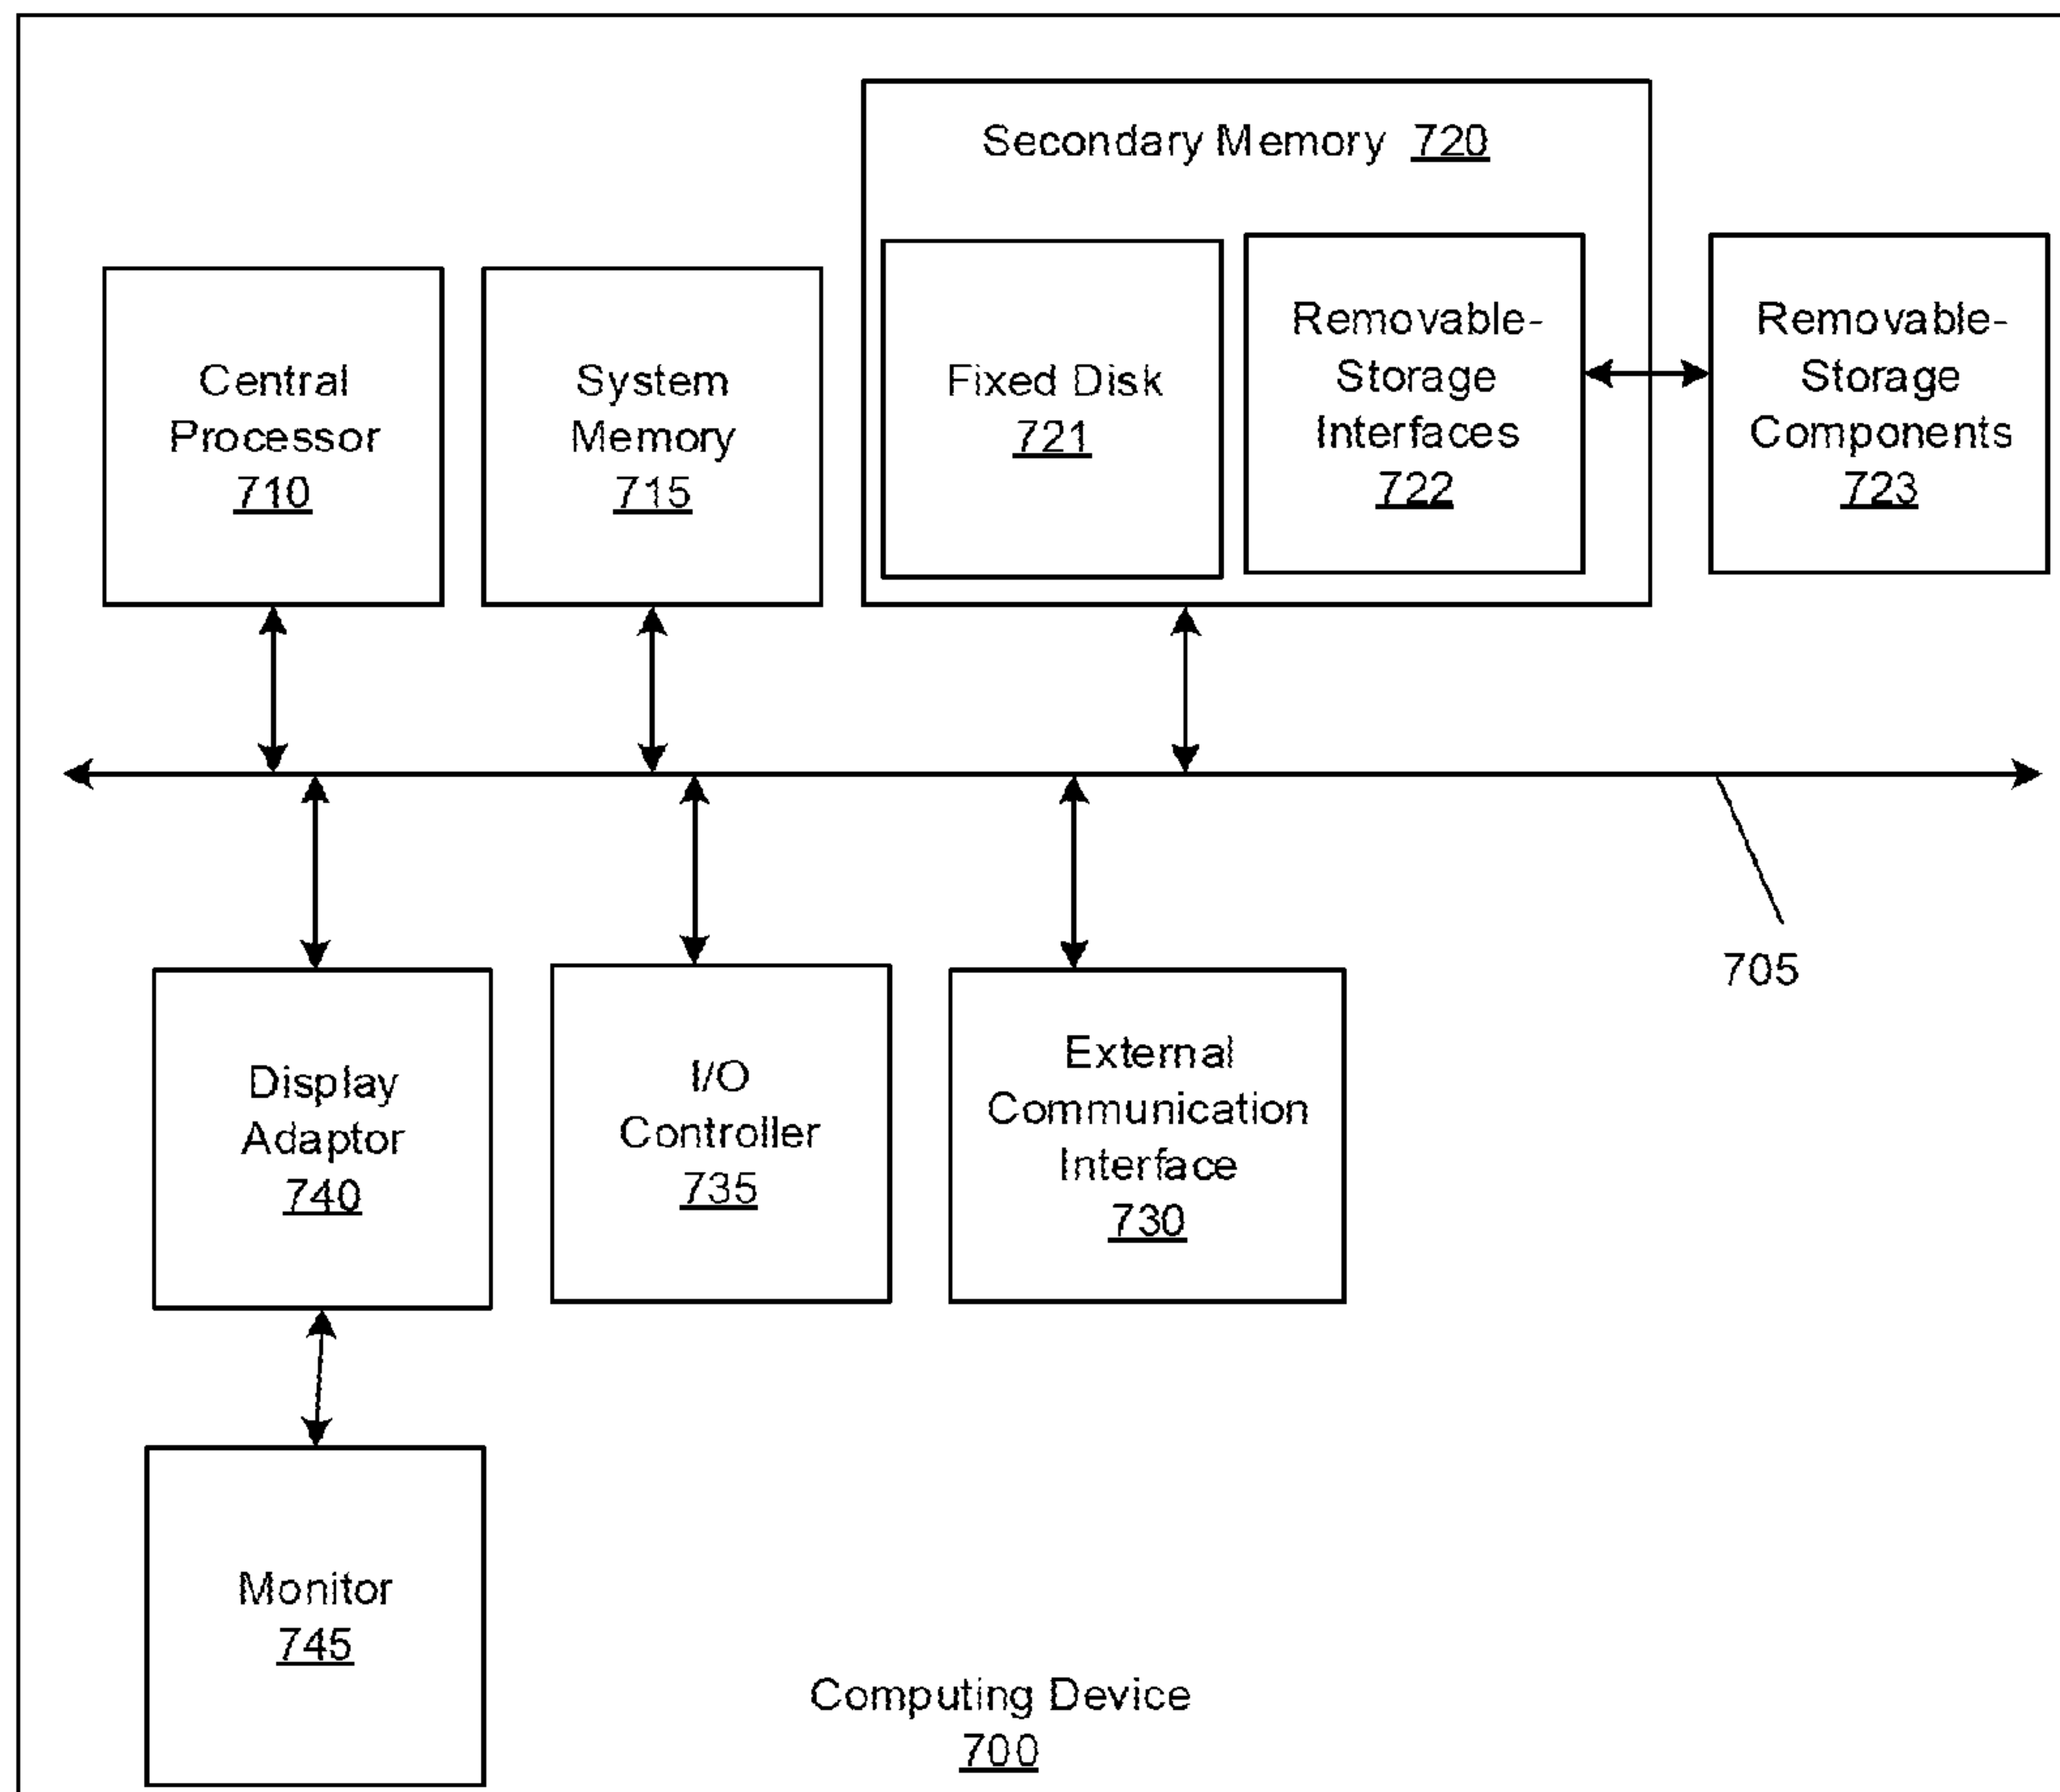 Secondary Memory 720
Central
Processor
710
System
Memory
715
Fixed Disk
721
Removable-
Storage
Interfaces
722
Removable-
Storage
Components
723
705
Display
Adaptor
740
I/O
Controller
735
External
Communication
Interface
730
Monitor
745
Computing Device
700